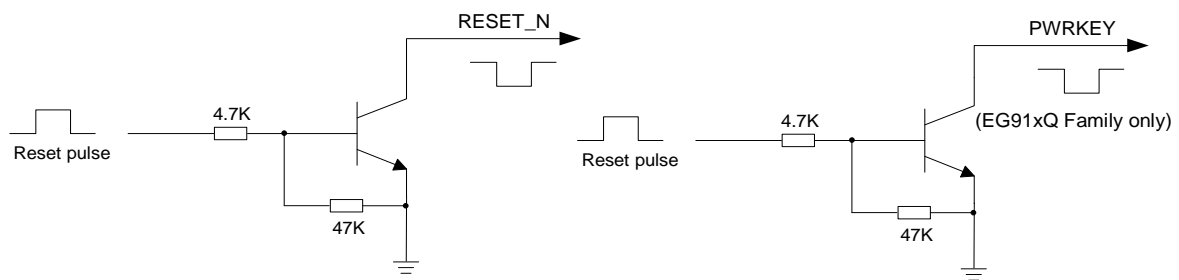 RESET_N
4.7K
Reset pulse
47K
PWRKEY
(EG91xQ Family only)
4.7K
Reset pulse
47K